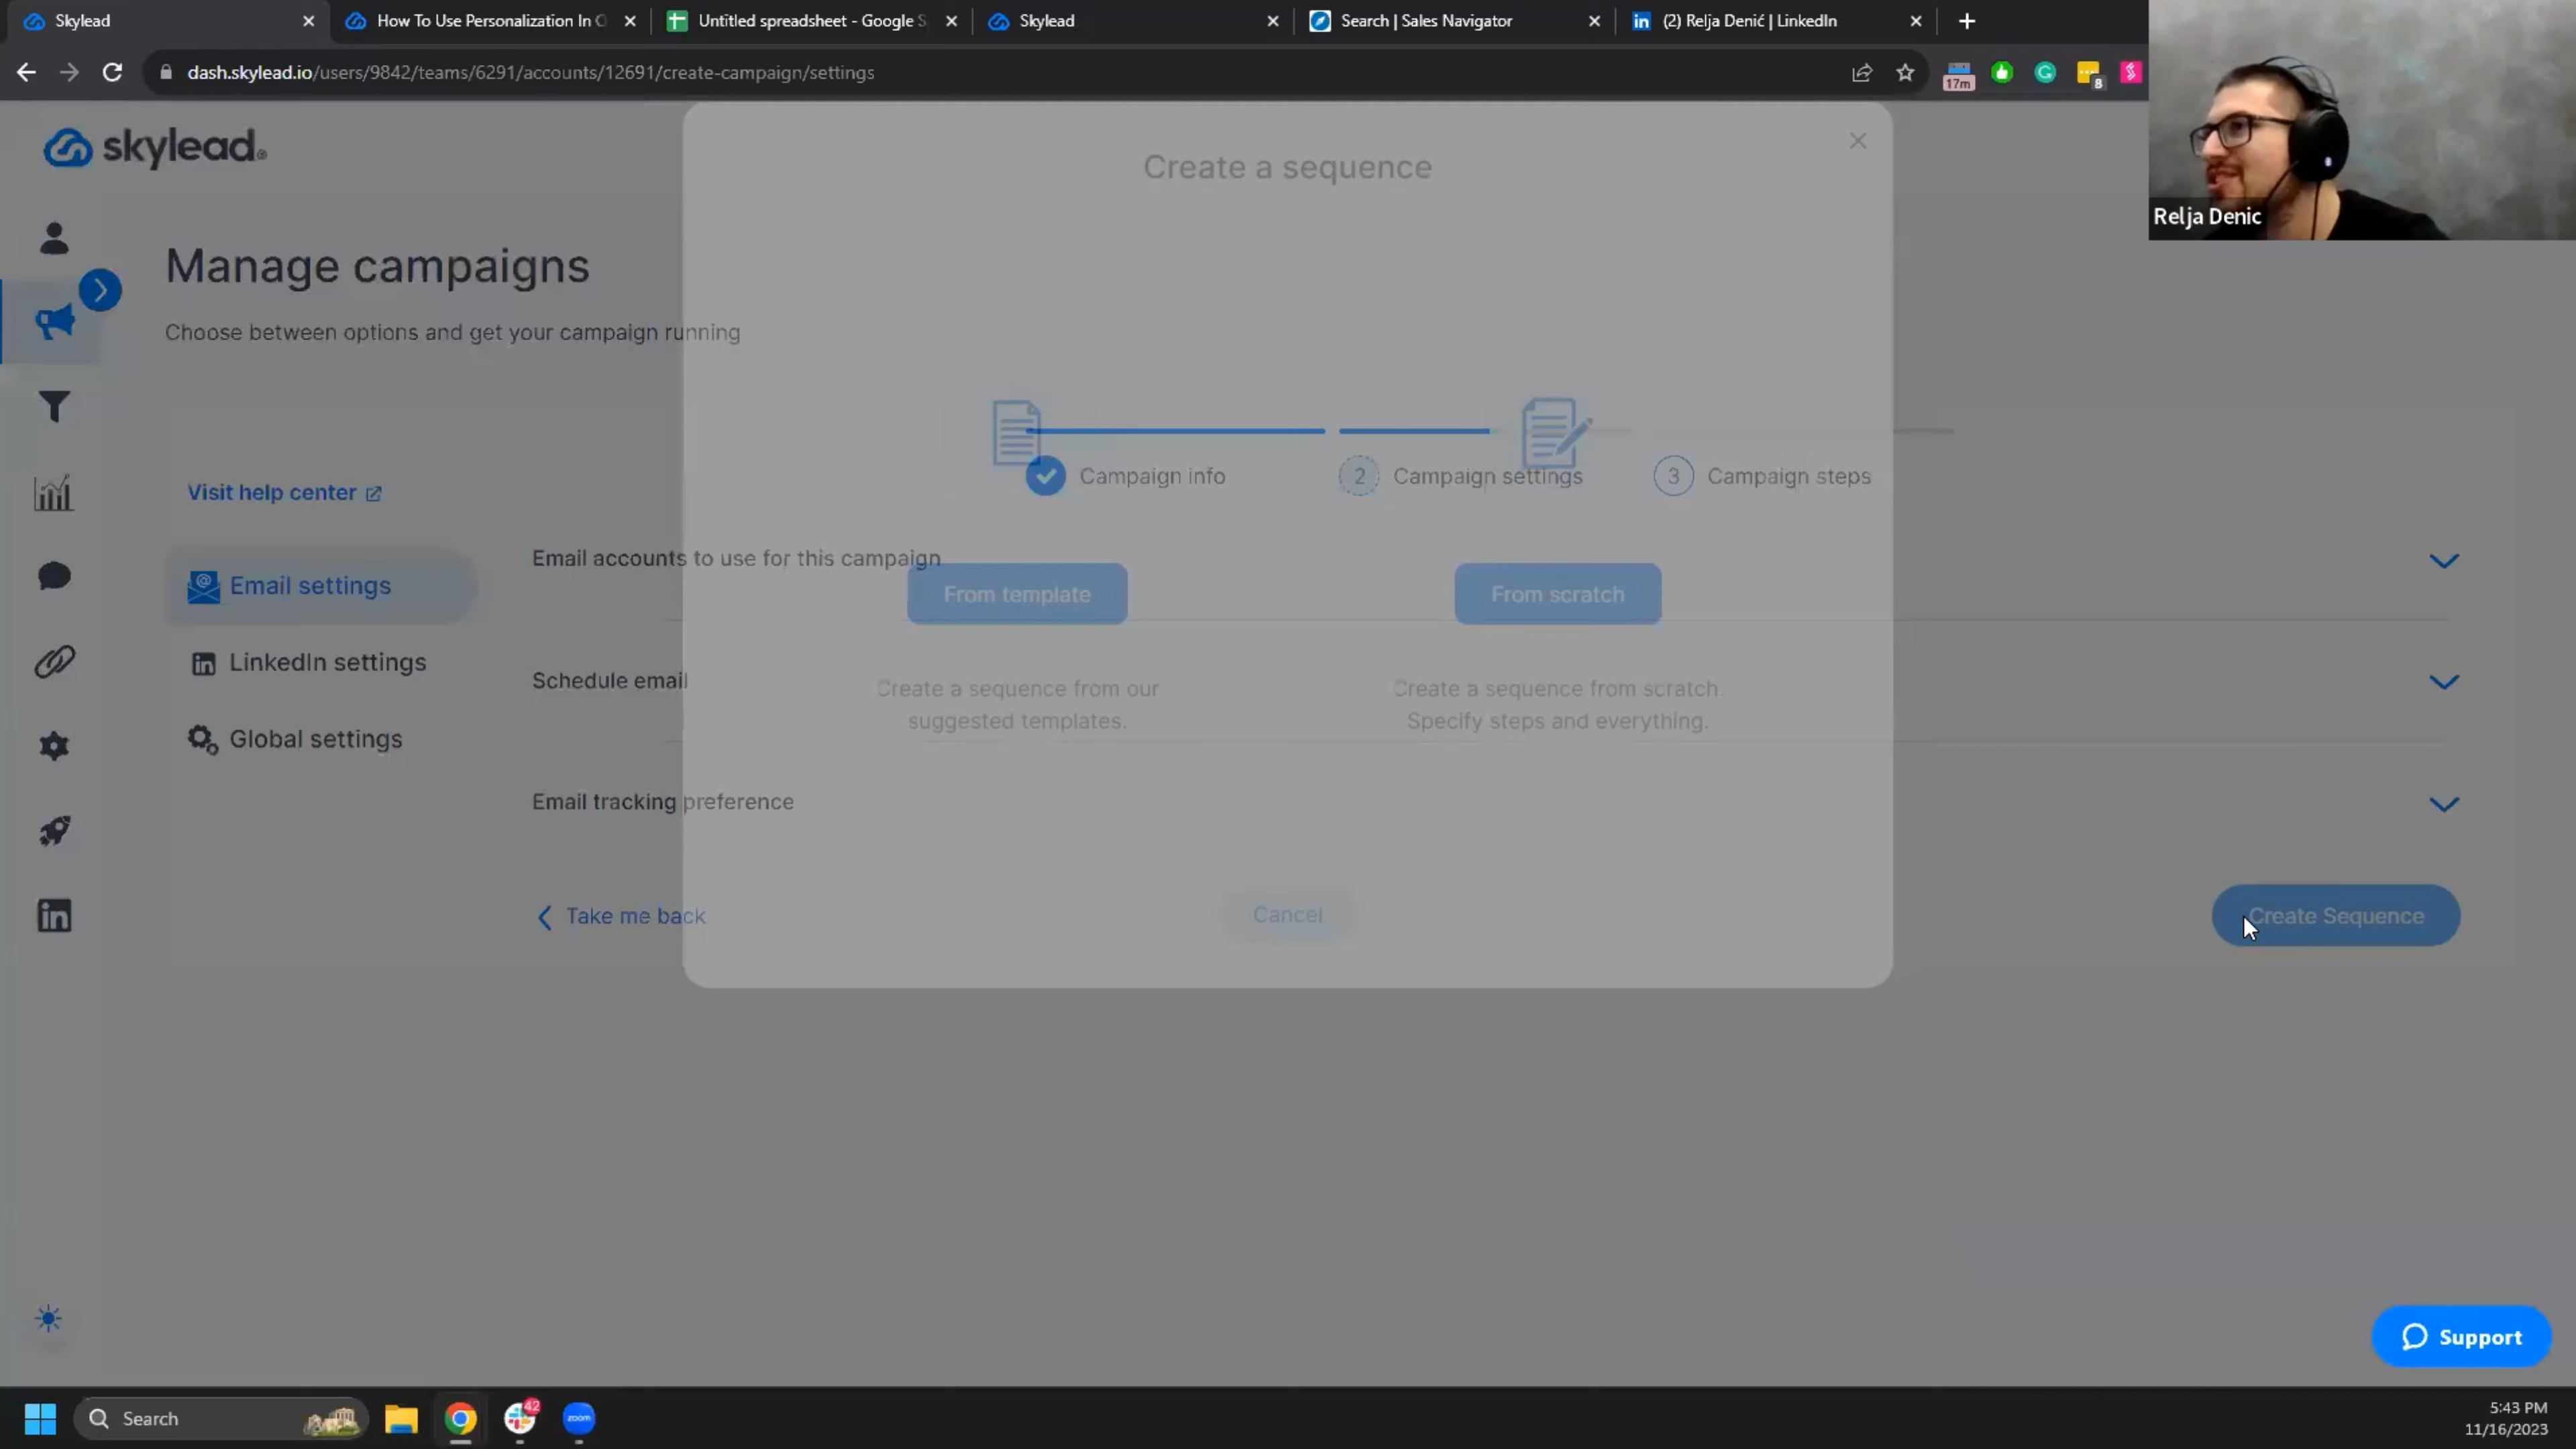 Skylead
How To Use Personalization In O
Untitled spreadsheet - Google S
Skylead
Search | Sales Navigator
(2) Relja Denić | LinkedIn
dash.skylead.io/users/9842/teams/6291/accounts/12691/create-campaign/settings
17m
8
Relja Denic
skylead®
Create a sequence
Manage campaigns
Choose between options and get your campaign running
Campaign info
2 Campaign settings
3 Campaign steps
Visit help center
Email settings
LinkedIn settings
Global settings
Email accounts to use for this campaign
From template
From scratch
Schedule email
Create a sequence from our
suggested templates.
Create a sequence from scratch.
Specify steps and everything.
Email tracking preference
Take me back
Cancel
Create Sequence
Support
Search
42
zoom
5:43 PM
11/16/2023